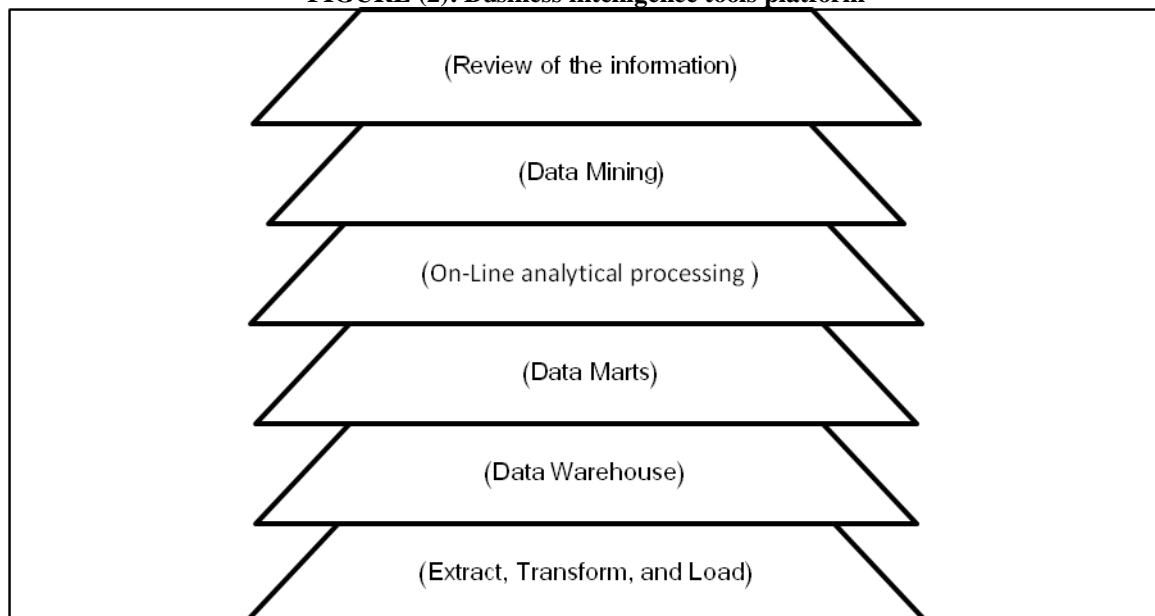 FIGURE (2): Business intelligence tools platform
(Review of the information)
(Data Mining)
(On-Line analytical processing )
(Data Marts)
(Data Warehouse)
(Extract, Transform, and Load)